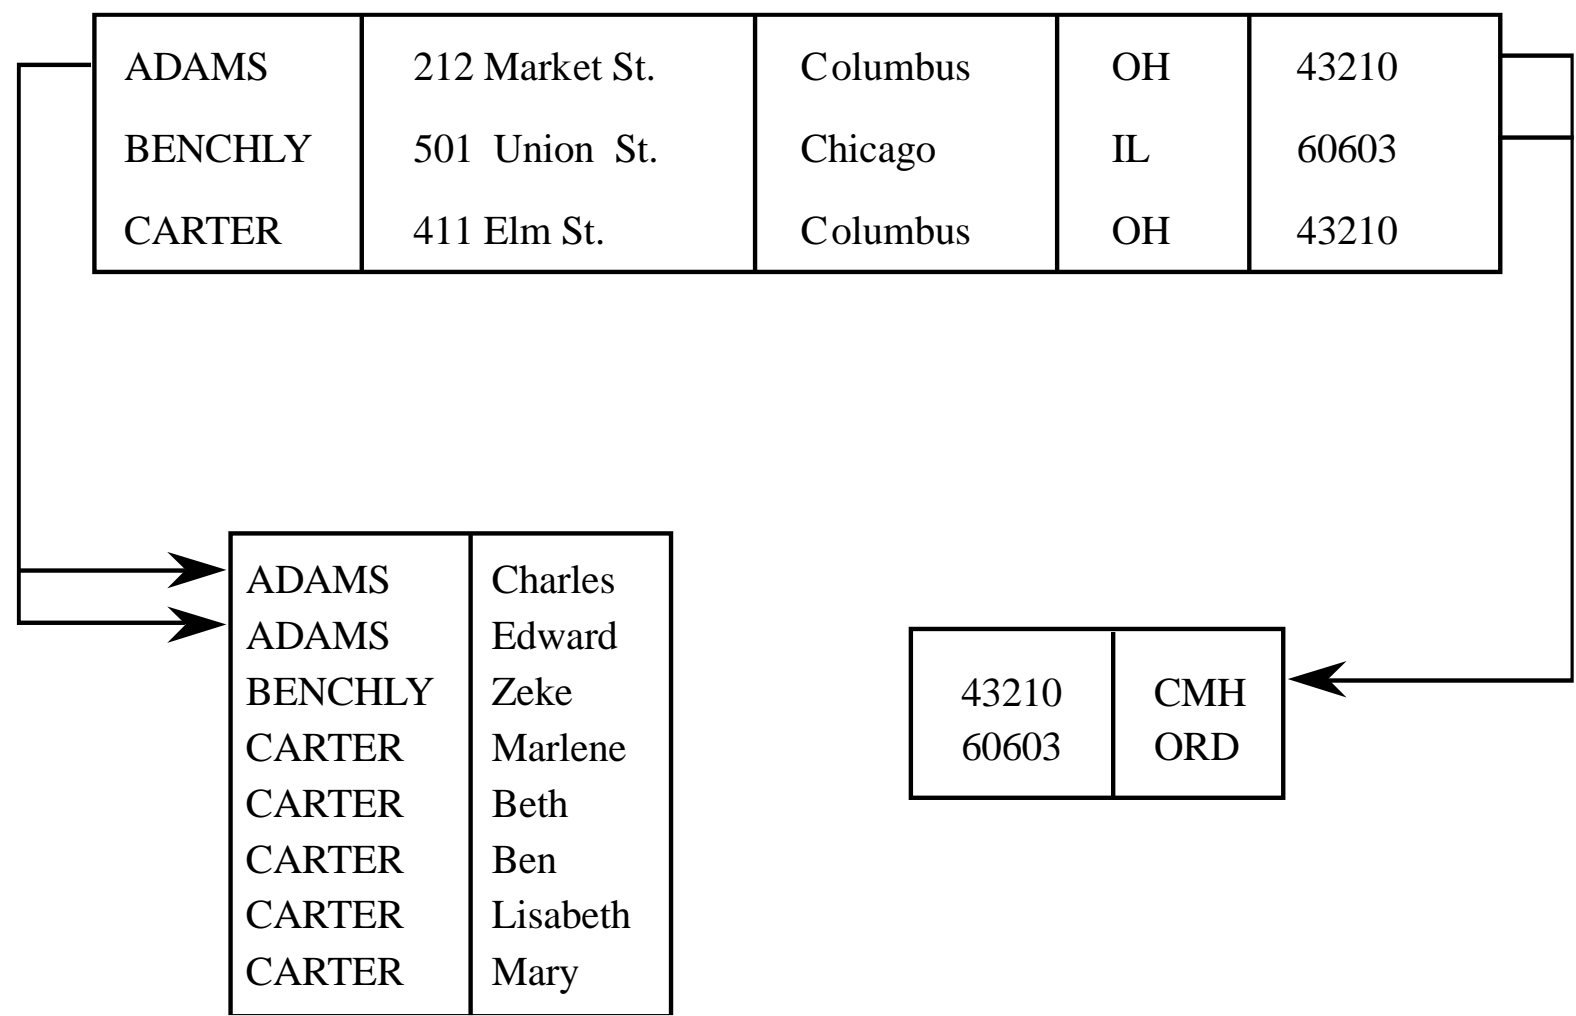 ADAMS 212 Market St. Columbus OH 43210
BENCHLY 501 Union St. Chicago IL 60603
CARTER 411 Elm St. Columbus OH 43210
ADAMS Charles
ADAMS Edward
BENCHLY Zeke
CARTER Marlene
CARTER Beth
CARTER Ben
CARTER Lisabeth
CARTER Mary
43210 CMH
60603 ORD